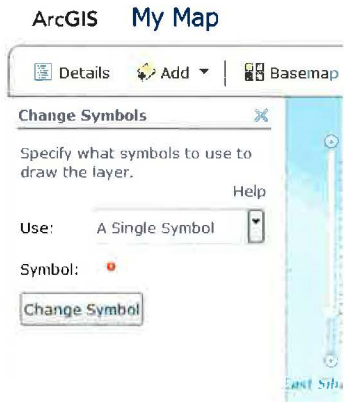 ArcGIS My Map
Details Add Basemap
Change Symbols
Specify what symbols to use to
draw the layer.
Help
Use: A Single Symbol
Symbol:
Change Symbol
East